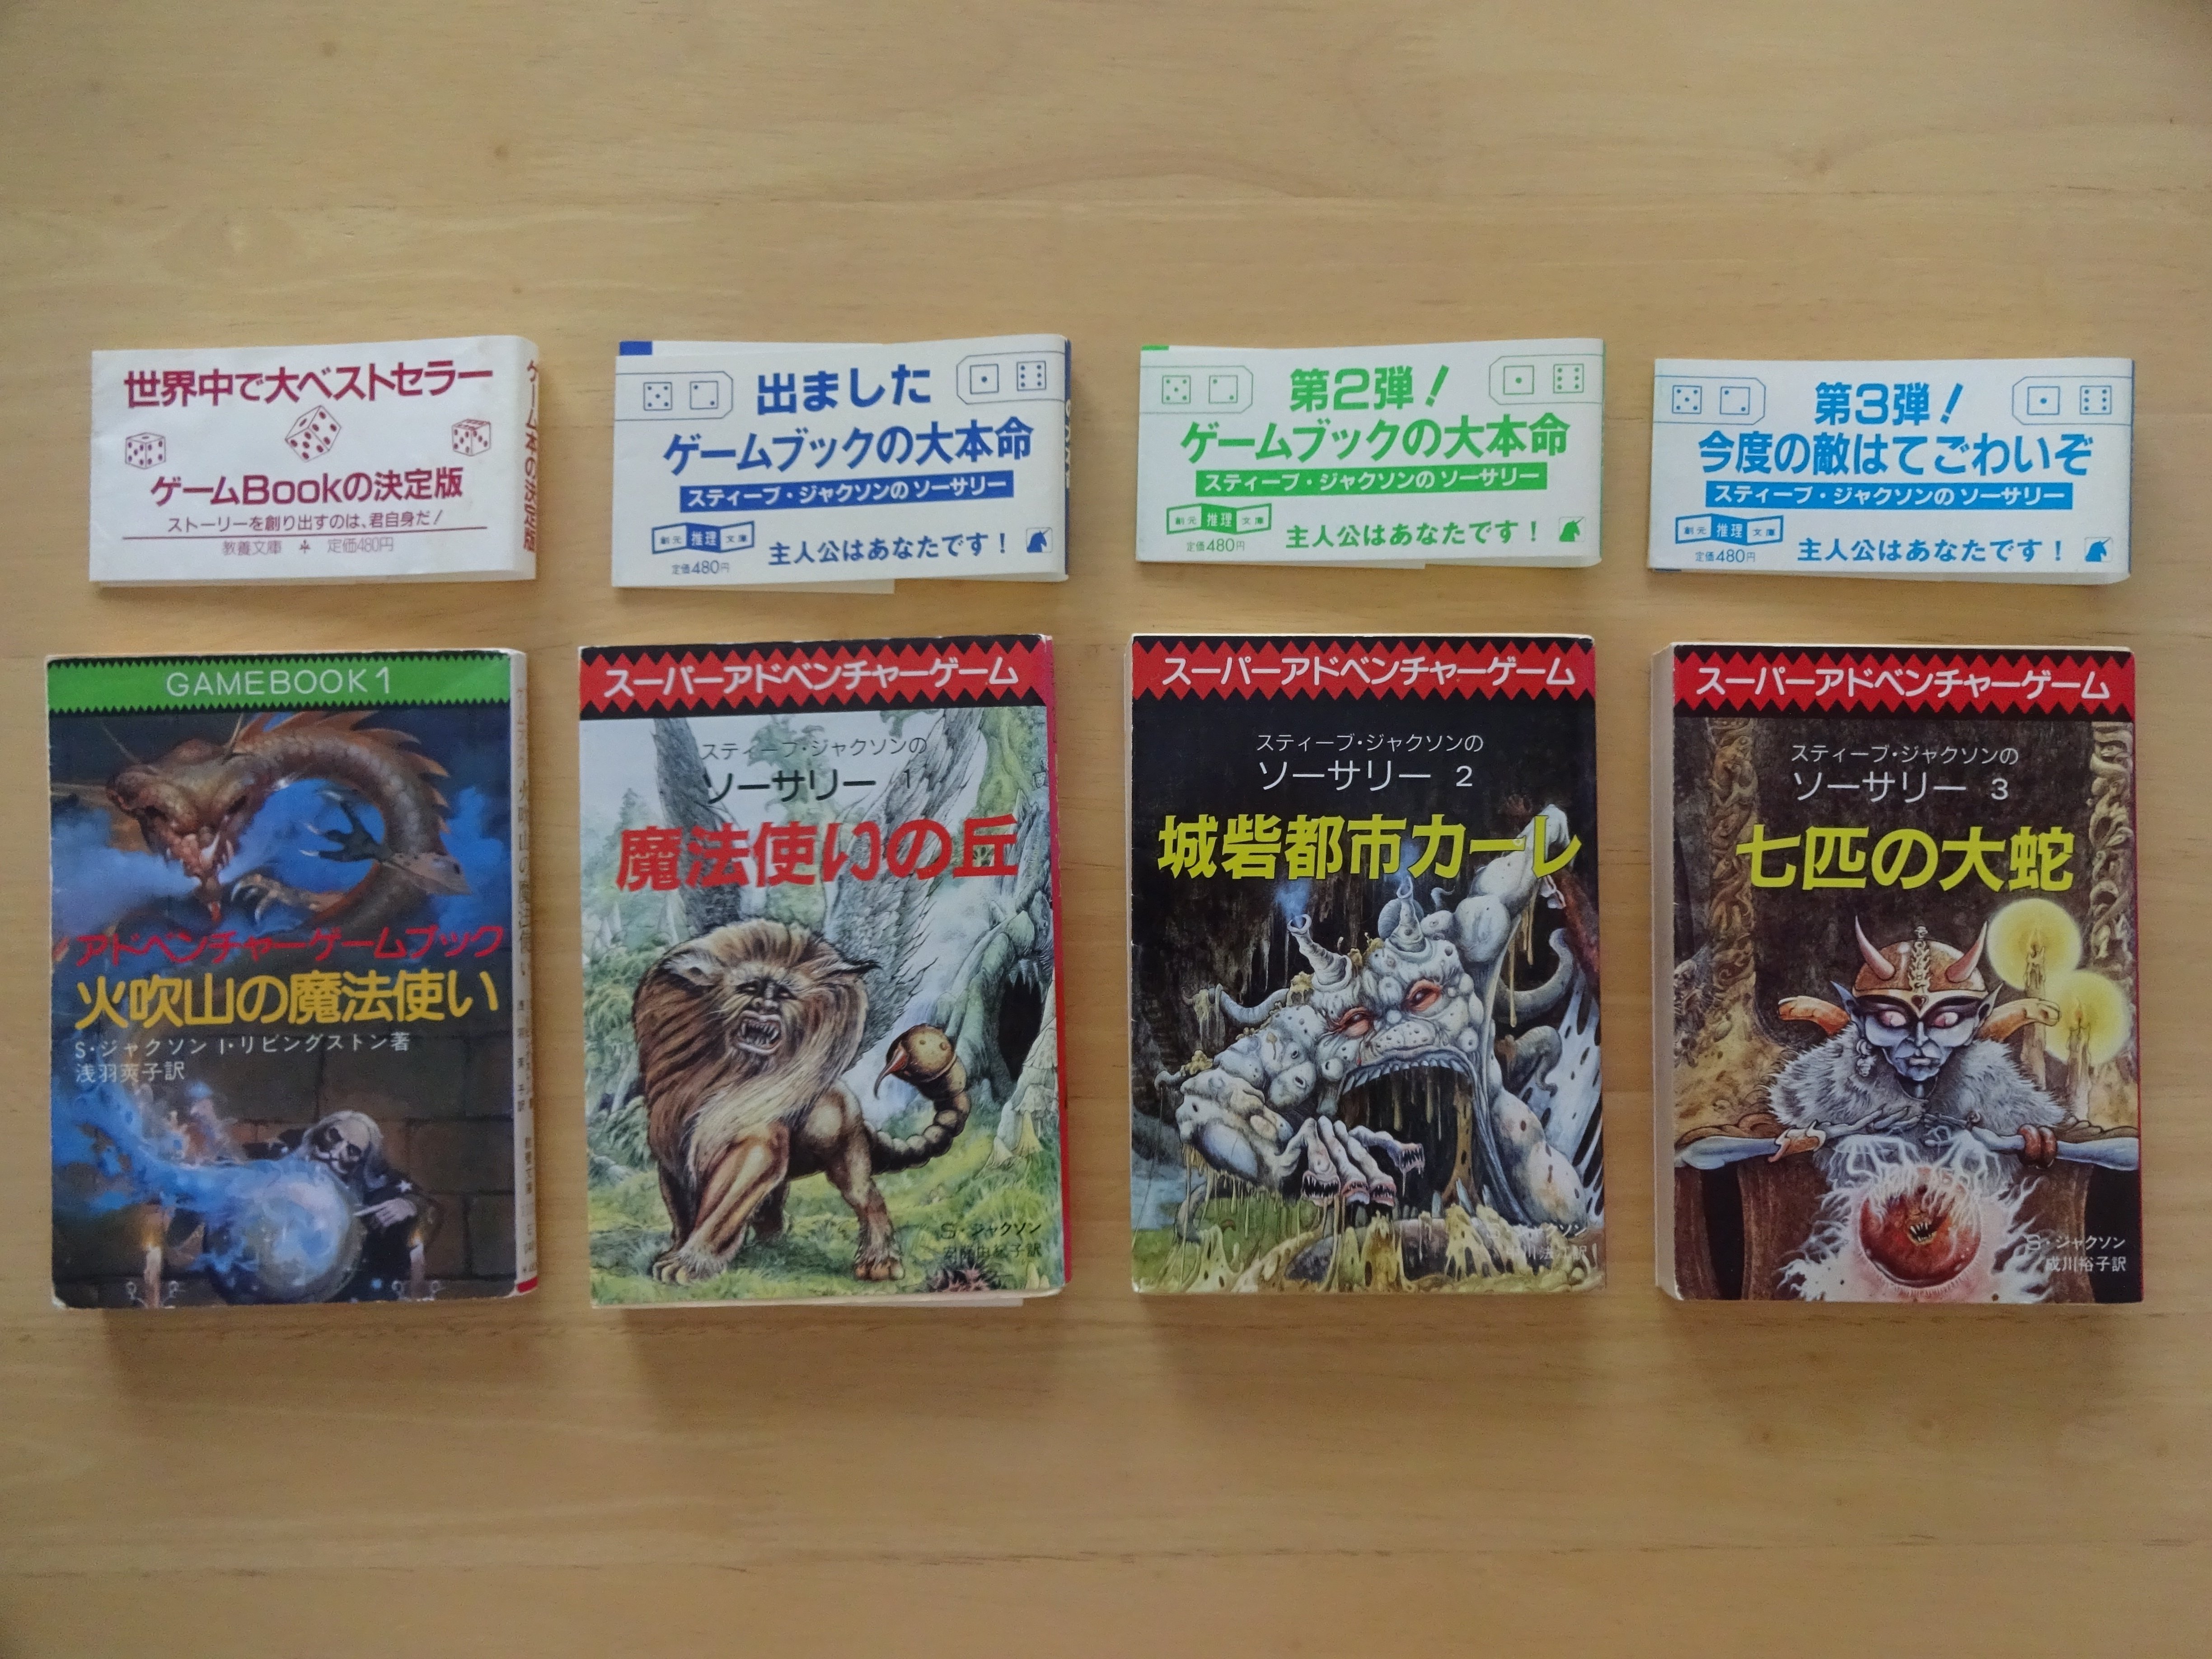 世界中で大ベストセラー
ゲームBookの決定版
ストーリーを創り出すのは、君自身だ!
教養文庫 定価480円
ゲーム本の決定版
出ました
ゲームブックの大本命
スティーブ・ジャクソンのソーサリー
創元推理文庫
定価480円
主人公はあなたです!
第2弾!
ゲームブックの大本命
スティーブ・ジャクソンのソーサリー
創元推理文庫
定価480円
主人公はあなたです!
第3弾!
今度の敵はてごわいぞ
スティーブ・ジャクソンのソーサリー
創元推理文庫
定価480円
主人公はあなたです!
GAMEBOOK1
アドベンチャーゲームブック
火吹山の魔法使い
S・ジャクソン I・リビングストン著
浅羽莢子訳
火吹山の魔法使い
スーパーアドベンチャーゲーム
スティーブ・ジャクソンの
ソーサリー 1
魔法使いの丘
S・ジャクソン
スーパーアドベンチャーゲーム
スティーブ・ジャクソンの
ソーサリー 2
城砦都市カーレ
スーパーアドベンチャーゲーム
スティーブ・ジャクソンの
ソーサリー 3
七匹の大蛇
S・ジャクソン
成川裕子訳